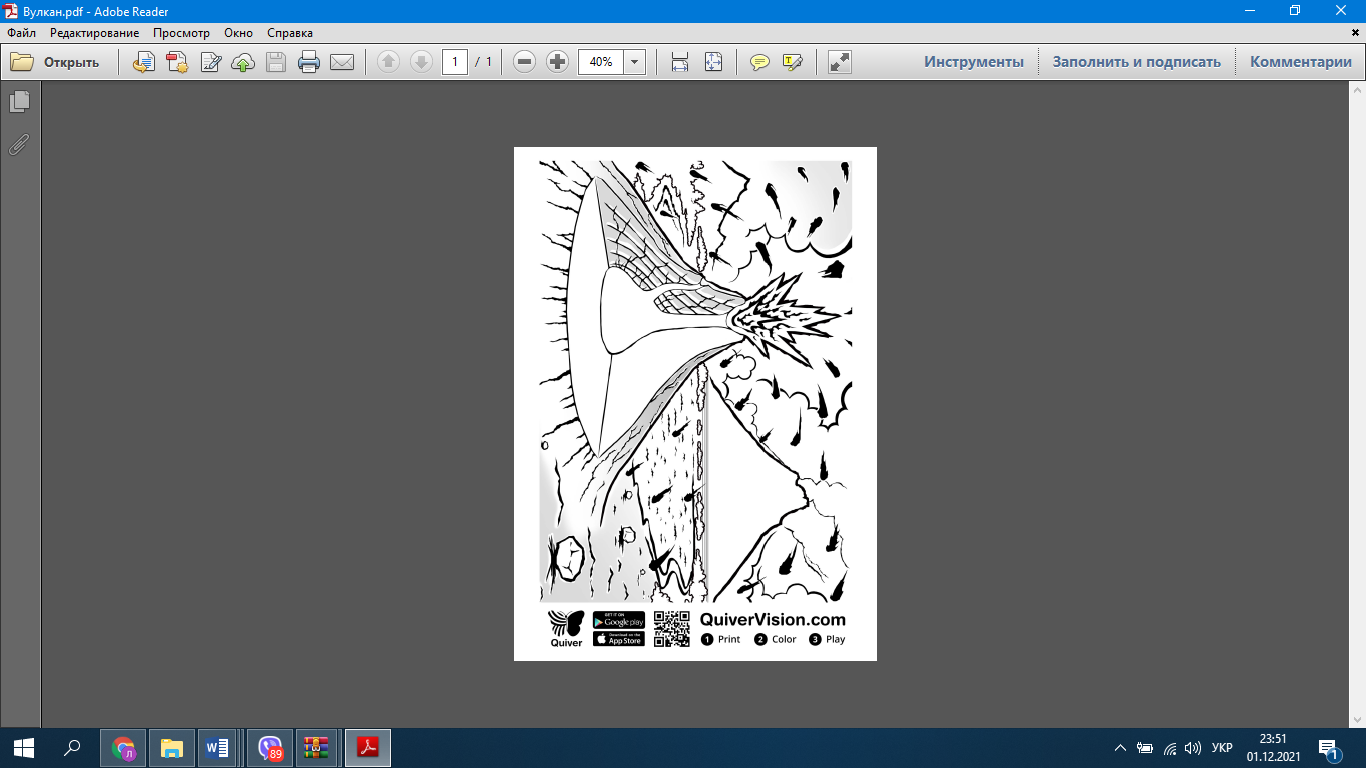 Вулкан.pdf - Adobe Reader
Файл Редактирование Просмотр Окно Справка
Открыть 1 / 1 40% Инструменты Заполнить и подписать Комментарии
QuiverVision.com
GET IT ON
Google play
Download on the
App Store
Quiver
1 Print 2 Color 3 Play
Л 89 УКР 23:51
01.12.2021 1